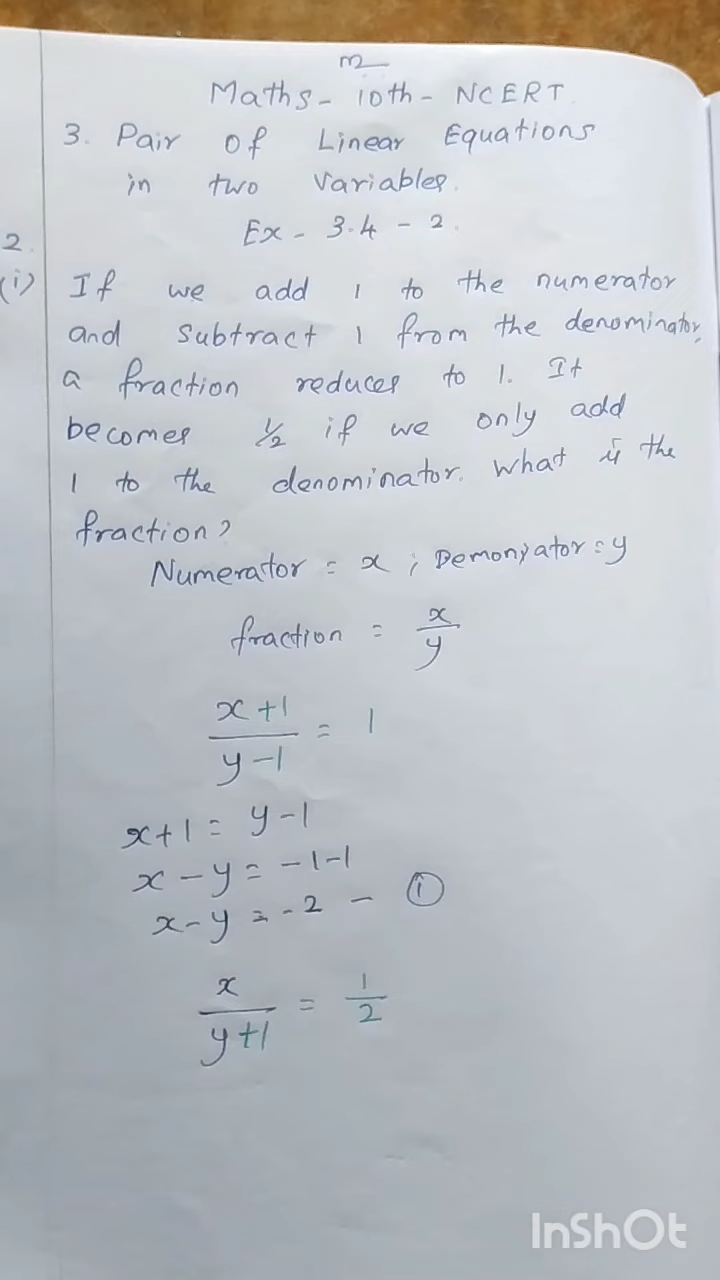 m
Maths - 10th - NCERT
3. Pair of Linear Equations
in two Variables.
Ex - 3.4 - 2.
2.
(i) If we add 1 to the numerator
and subtract 1 from the denominator,
a fraction reduces to 1. It
becomes 1/2 if we only add
1 to the denominator. What is the
fraction?
Numerator = x ; Denominator = y
fraction = x/y
x+1/y-1 = 1
x+1 = y-1
x-y = -1-1
x-y = -2 - ①
x/y+1 = 1/2
InShOt